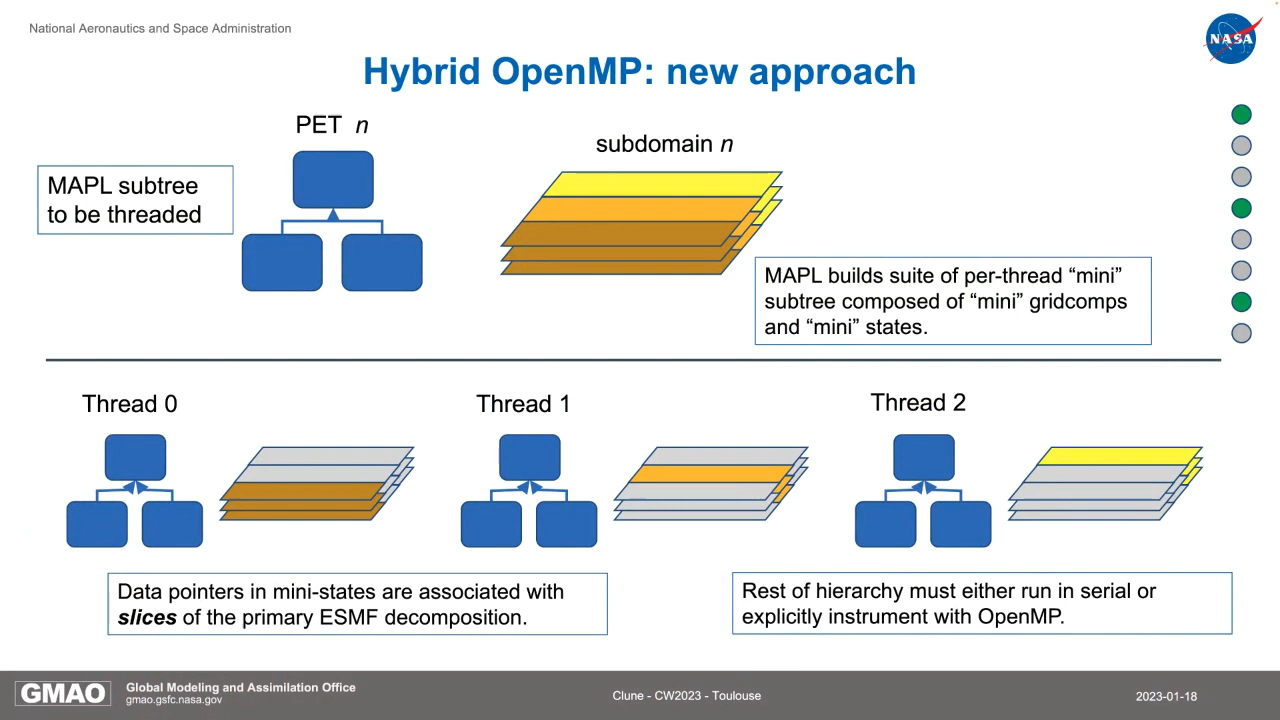 National Aeronautics and Space Administration
NASA
Hybrid OpenMP: new approach
PET n
subdomain n
MAPL subtree
to be threaded
MAPL builds suite of per-thread “mini”
subtree composed of “mini” gridcomps
and “mini” states.
Thread 0
Thread 1
Thread 2
Data pointers in mini-states are associated with
slices of the primary ESMF decomposition.
Rest of hierarchy must either run in serial or
explicitly instrument with OpenMP.
GMAO
Global Modeling and Assimilation Office
gmao.gsfc.nasa.gov
Clune - CW2023 - Toulouse
2023-01-18